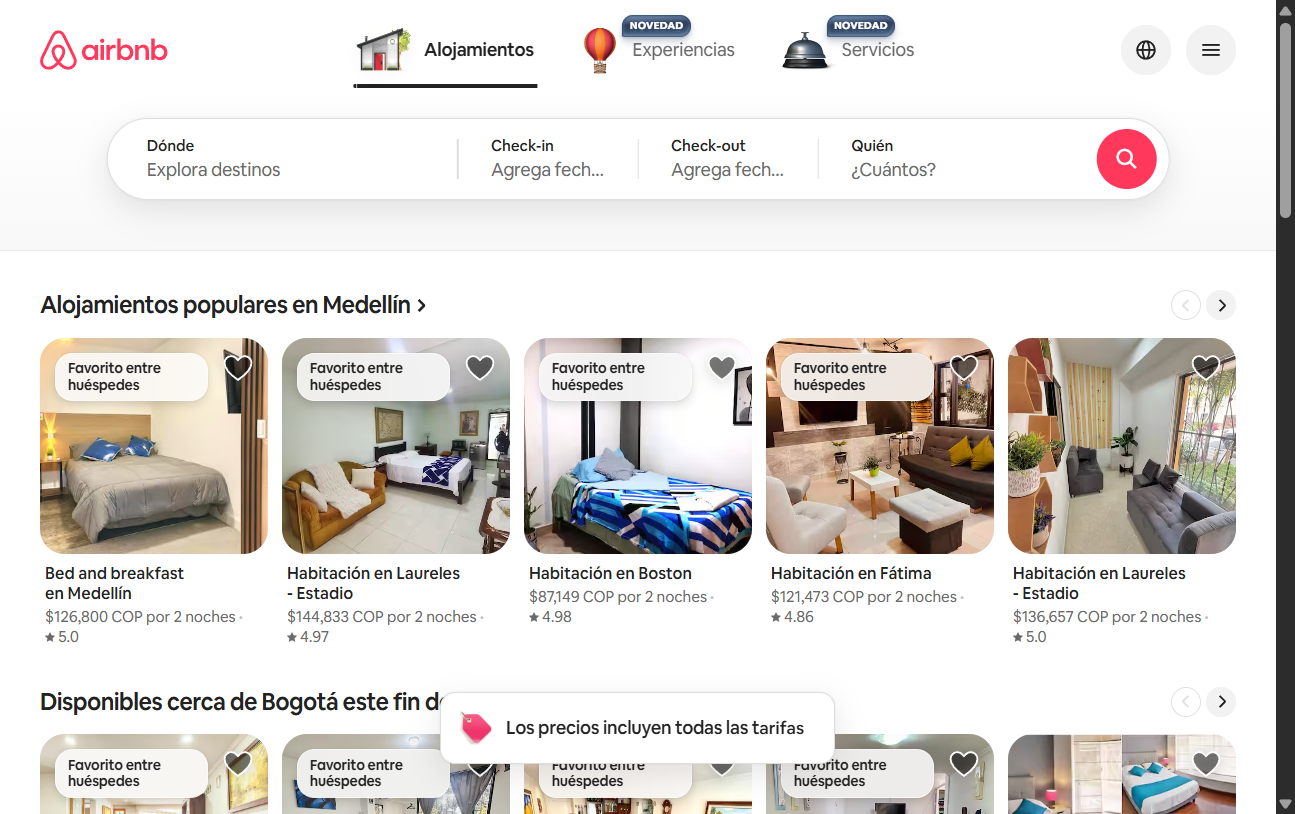 airbnb
Alojamientos
NOVEDAD
Experiencias
NOVEDAD
Servicios
Dónde
Explora destinos
Check-in
Agrega fech...
Check-out
Agrega fech...
Quién
¿Cuántos?
Alojamientos populares en Medellín
Favorito entre
huéspedes
Favorito entre
huéspedes
Favorito entre
huéspedes
Favorito entre
huéspedes
Bed and breakfast
en Medellín
$126,800 COP por 2 noches ·
★ 5.0
Habitación en Laureles
- Estadio
$144,833 COP por 2 noches ·
★ 4.97
Habitación en Boston
$87,149 COP por 2 noches ·
★ 4.98
Habitación en Fátima
$121,473 COP por 2 noches ·
★ 4.86
Habitación en Laureles
- Estadio
$136,657 COP por 2 noches ·
★ 5.0
Disponibles cerca de Bogotá este fin
Los precios incluyen todas las tarifas
Favorito entre
huéspedes
Favorito entre
huéspedes
Favorito entre
huéspedes
Favorito entre
huéspedes